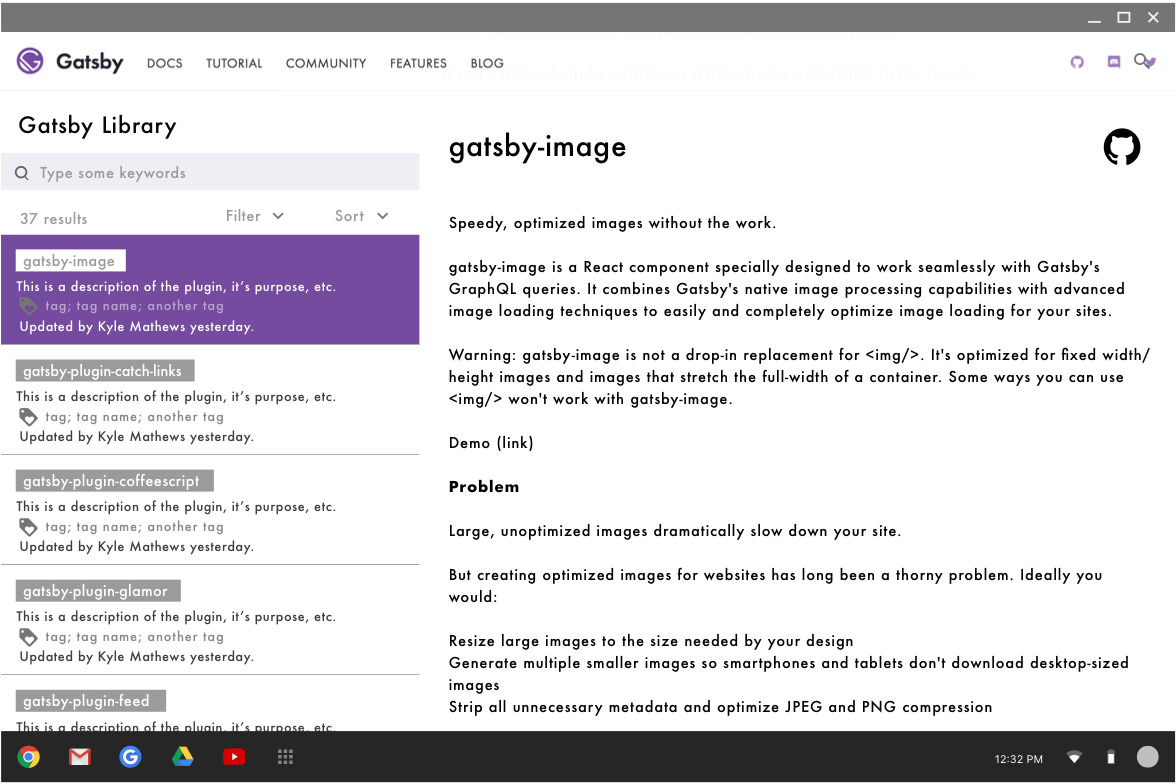 Gatsby
DOCS
TUTORIAL
COMMUNITY
FEATURES
BLOG
Gatsby Library
Type some keywords
37 results
Filter
Sort
gatsby-image
This is a description of the plugin, it’s purpose, etc.
tag; tag name; another tag
Updated by Kyle Mathews yesterday.
gatsby-plugin-catch-links
This is a description of the plugin, it’s purpose, etc.
tag; tag name; another tag
Updated by Kyle Mathews yesterday.
gatsby-plugin-coffeescript
This is a description of the plugin, it’s purpose, etc.
tag; tag name; another tag
Updated by Kyle Mathews yesterday.
gatsby-plugin-glamor
This is a description of the plugin, it’s purpose, etc.
tag; tag name; another tag
Updated by Kyle Mathews yesterday.
gatsby-plugin-feed
This is a description of the plugin, it’s purpose, etc.
gatsby-image
Speedy, optimized images without the work.
gatsby-image is a React component specially designed to work seamlessly with Gatsby's
GraphQL queries. It combines Gatsby's native image processing capabilities with advanced
image loading techniques to easily and completely optimize image loading for your sites.
Warning: gatsby-image is not a drop-in replacement for <img/>. It's optimized for fixed width/
height images and images that stretch the full-width of a container. Some ways you can use
<img/> won't work with gatsby-image.
Demo (link)
Problem
Large, unoptimized images dramatically slow down your site.
But creating optimized images for websites has long been a thorny problem. Ideally you
would:
Resize large images to the size needed by your design
Generate multiple smaller images so smartphones and tablets don't download desktop-sized
images
Strip all unnecessary metadata and optimize JPEG and PNG compression
12:32 PM